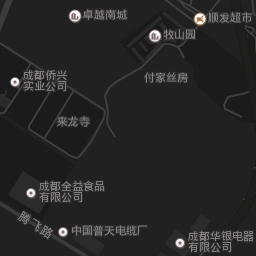 卓越南城
顺发超市
牧山园
付家丝房
成都侨兴
实业公司
来龙寺
成都全益食品
有限公司
腾飞路
中国普天电缆厂
成都华银电器
有限公司